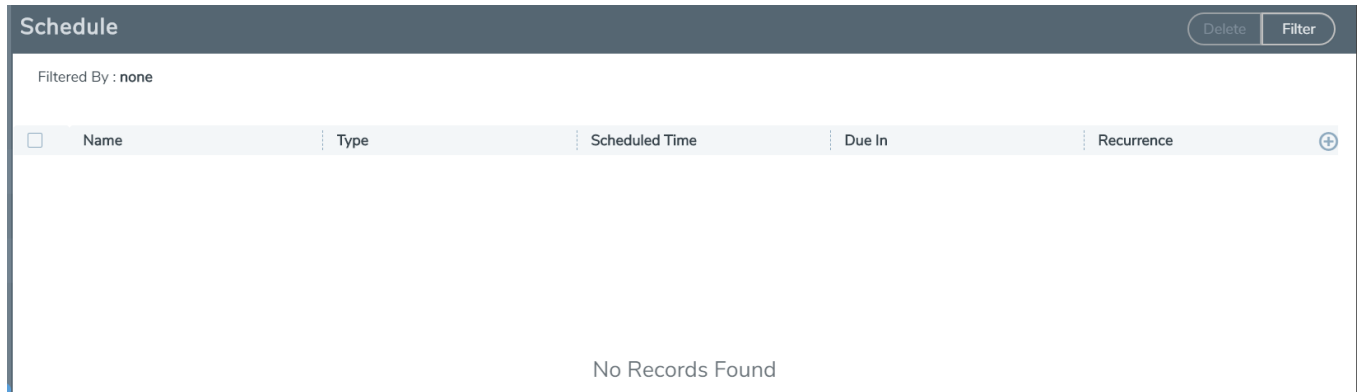 Schedule
Delete Filter
Filtered By : none
Name Type Scheduled Time Due In Recurrence
No Records Found